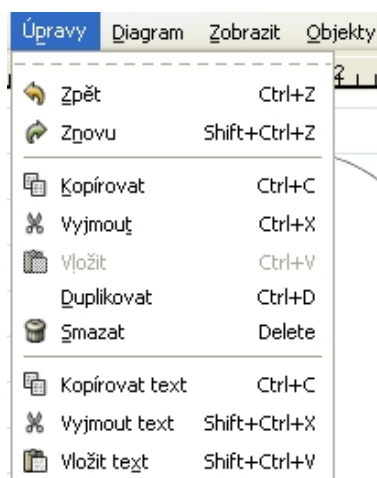 Úpravy Diagram Zobrazit Objekty
2
Zpět Ctrl+Z
Znovu Shift+Ctrl+Z
Kopírovat Ctrl+C
Vyjmout Ctrl+X
Vložit Ctrl+V
Duplikovat Ctrl+D
Smazat Delete
Kopírovat text Ctrl+C
Vyjmout text Shift+Ctrl+X
Vložit text Shift+Ctrl+V